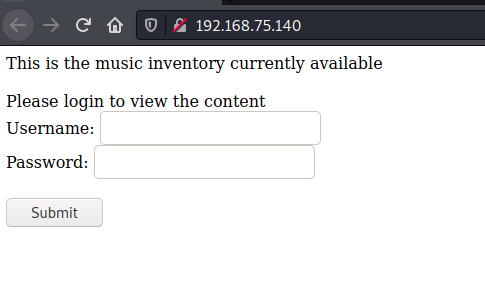 192.168.75.140
This is the music inventory currently available
Please login to view the content
Username:
Password:
Submit